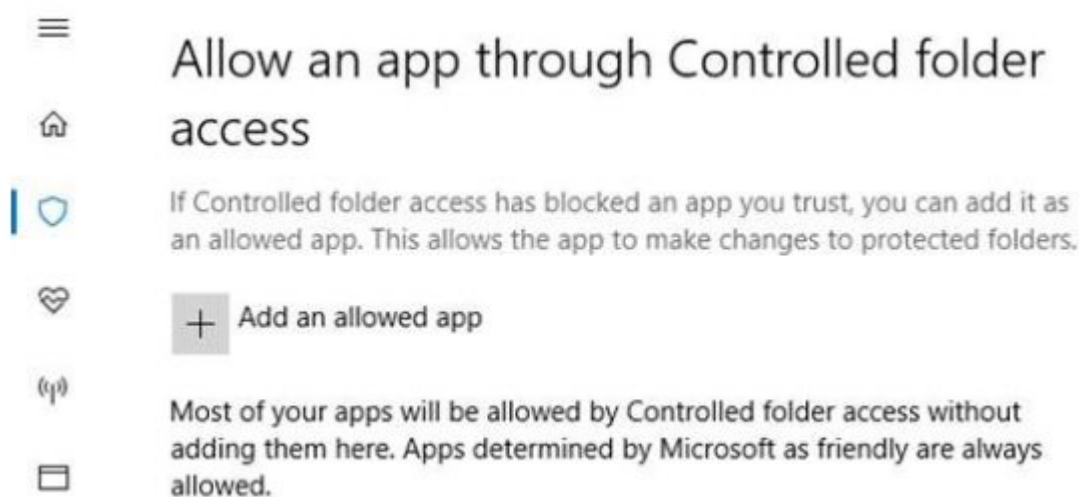 Allow an app through Controlled folder
access
If Controlled folder access has blocked an app you trust, you can add it as
an allowed app. This allows the app to make changes to protected folders.
Add an allowed app
Most of your apps will be allowed by Controlled folder access without
adding them here. Apps determined by Microsoft as friendly are always
allowed.